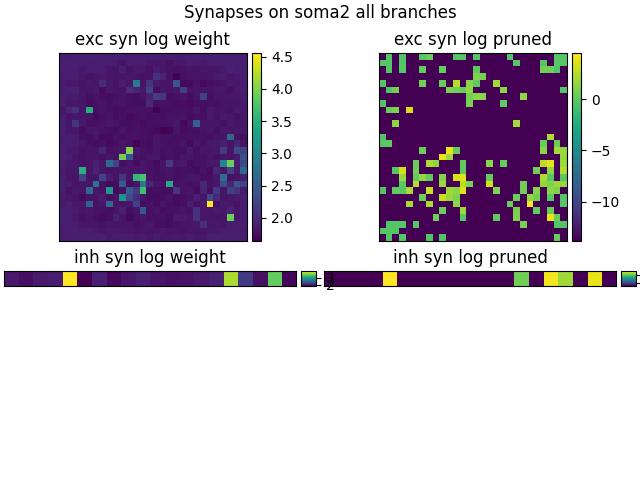 Synapses on soma2 all branches
exc syn log weight
exc syn log pruned
4.5
4.0
3.5
3.0
2.5
2.0
0
−5
−10
inh syn log weight
inh syn log pruned
2